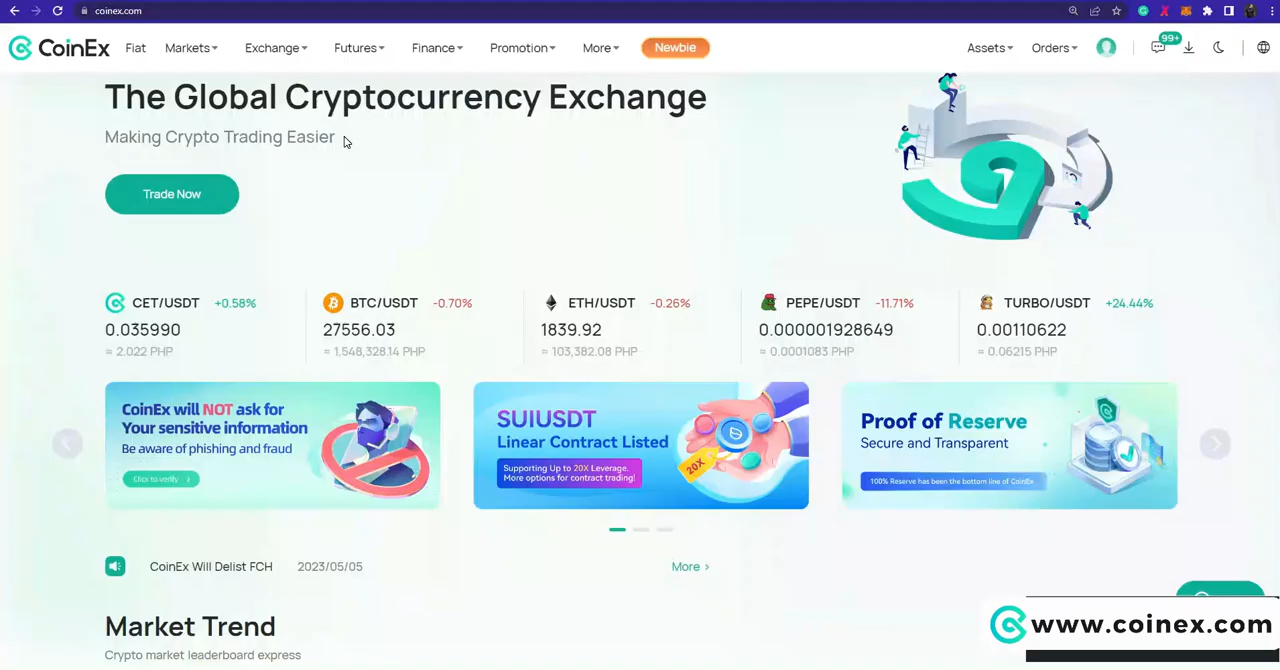 coinex.com
CoinEx Fiat Markets Exchange Futures Finance Promotion More Newbie Assets Orders 99+
The Global Cryptocurrency Exchange
Making Crypto Trading Easier
Trade Now
CET/USDT +0.58% BTC/USDT -0.70% ETH/USDT -0.26% PEPE/USDT -11.71% TURBO/USDT +24.44%
0.035990 27556.03 1839.92 0.000001928649 0.00110622
≈ 2.022 PHP ≈ 1,548,328.14 PHP ≈ 103,382.08 PHP ≈ 0.0001083 PHP ≈ 0.06215 PHP
CoinEx will NOT ask for
Your sensitive information
Be aware of phishing and fraud
Click to verify >
SUIUSDT
Linear Contract Listed
Supporting Up to 20X Leverage.
More options for contract trading!
20X
Proof of Reserve
Secure and Transparent
100% Reserve has been the bottom line of CoinEx
CoinEx Will Delist FCH 2023/05/05 More >
Market Trend
Crypto market leaderboard express
www.coinex.com